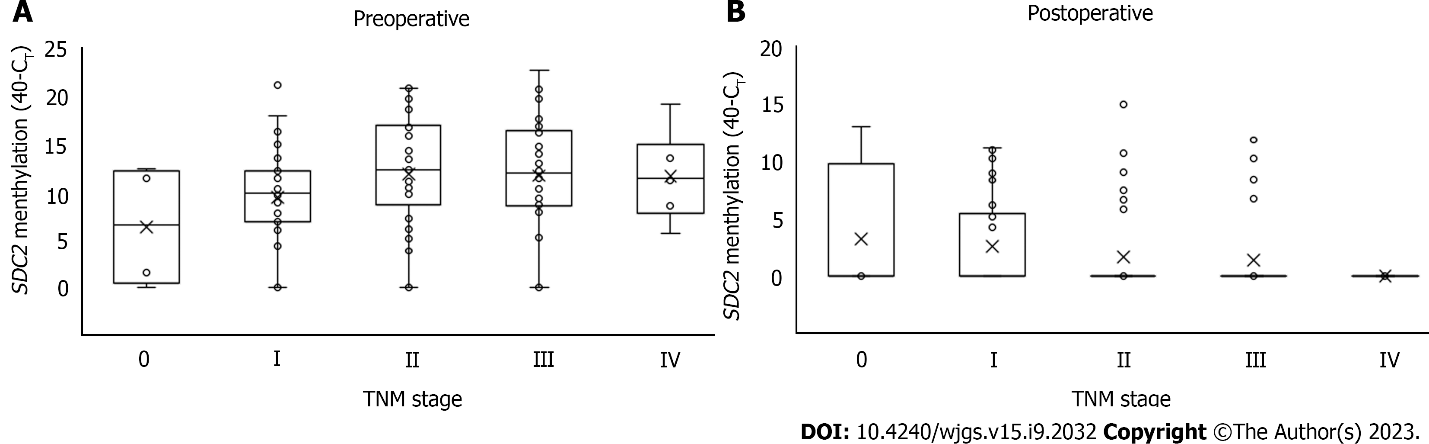 A
Preoperative
SDC2 menthylation (40-CT)
25
20
15
10
5
0
0 I II III IV
TNM stage
B
Postoperative
SDC2 menthylation (40-CT)
20
15
10
5
0
0 I II III IV
TNM stage
DOI: 10.4240/wjgs.v15.i9.2032 Copyright ©The Author(s) 2023.